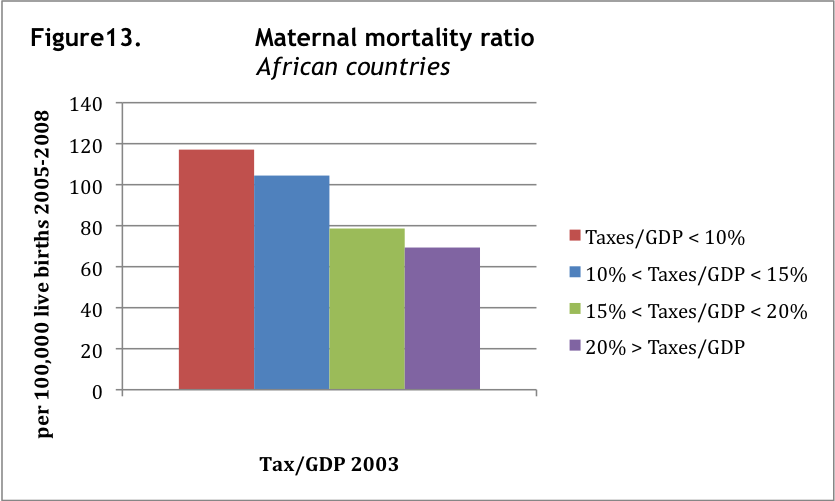 Figure13.
Maternal mortality ratio
African countries
per 100,000 live births 2005-2008
140
120
100
80
60
40
20
0
Taxes/GDP < 10%
10% < Taxes/GDP < 15%
15% < Taxes/GDP < 20%
20% > Taxes/GDP
Tax/GDP 2003